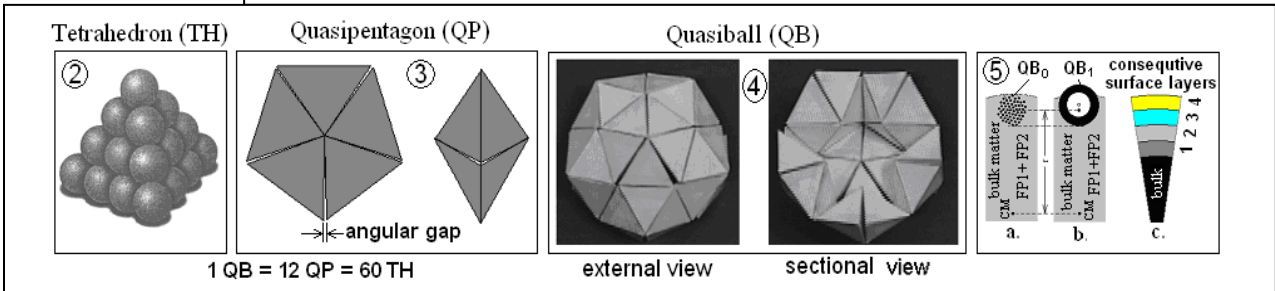 Tetrahedron (TH)
Quasipentagon (QP)
Quasiball (QB)
2
3
angular gap
1 QB = 12 QP = 60 TH
4
external view
sectional view
5
QB0
QB1
consequtive
surface layers
bulk matter
FP1+ FP2
CM
r
a.
bulk matter
FP1+FP2
CM
b.
1 2 3 4
bulk
c.